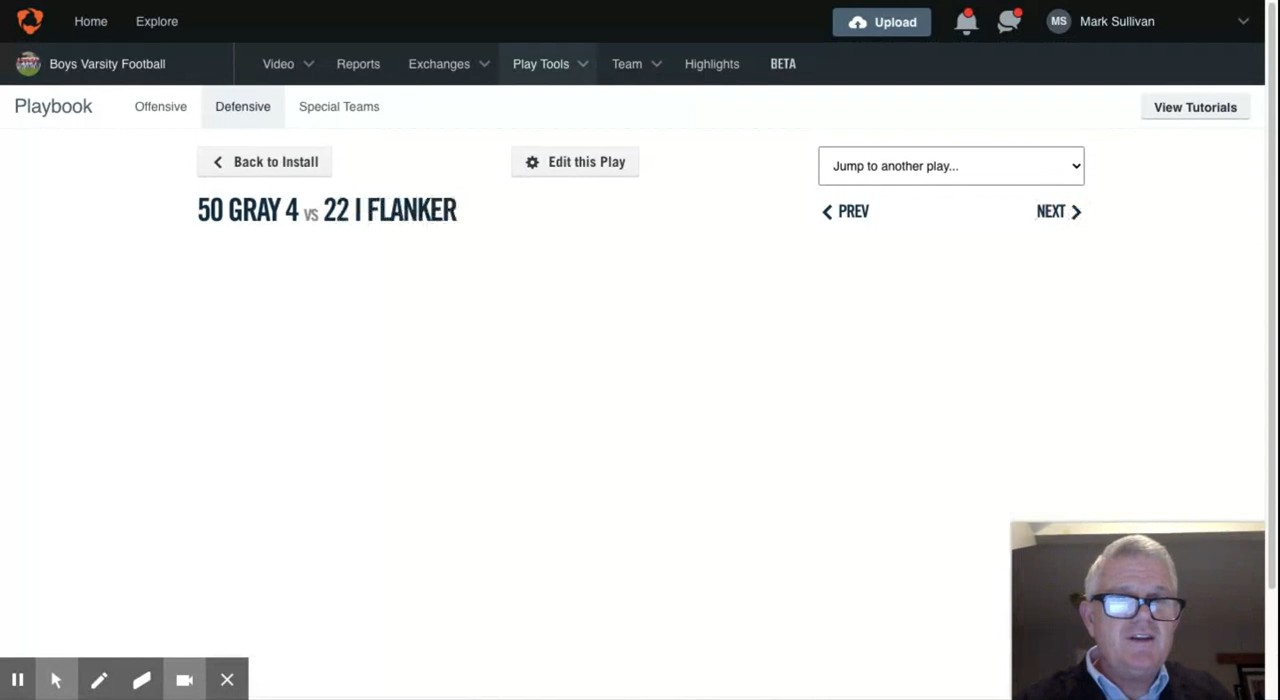 Home Explore Upload MS Mark Sullivan
Boys Varsity Football Video Reports Exchanges Play Tools Team Highlights BETA
Playbook Offensive Defensive Special Teams View Tutorials
Back to Install Edit this Play Jump to another play...
50 GRAY 4 vs 22 I FLANKER PREV NEXT